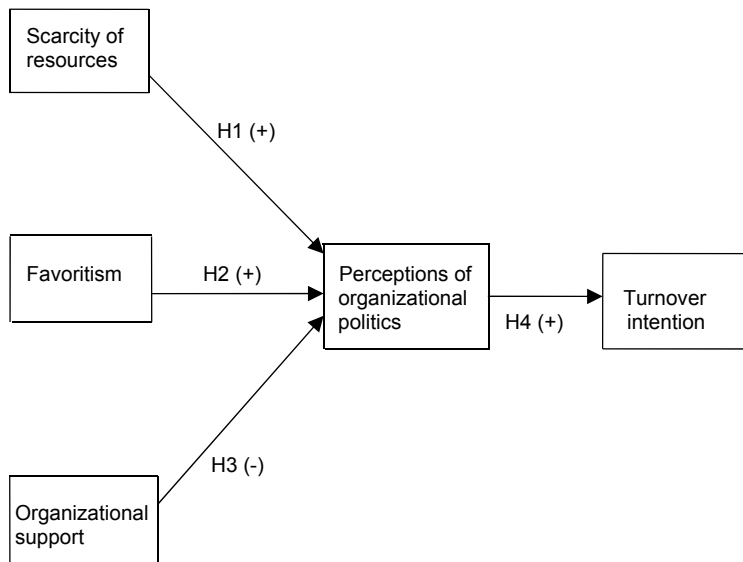 Scarcity of
resources
H1 (+)
Favoritism
H2 (+)
Perceptions of
organizational
politics
H4 (+)
Turnover
intention
H3 (-)
Organizational
support